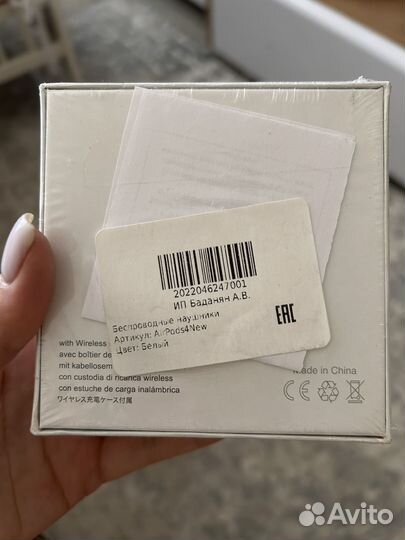 2022046247001
ИП Баданян А.В.
Беспроводные наушники
Артикул: AirPods4New
Цвет: Белый
EAC
with Wireless
avec boîtier de
mit kabellosem
con custodia di ricarica wireless
con estuche de carga inalámbrica
ワイヤレス充電ケース付属
Made in China
CE
Avito